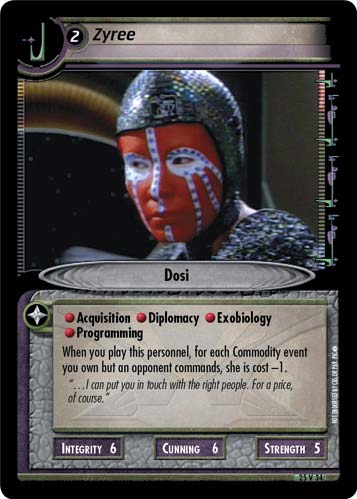 2 Zyree
Dosi
Acquisition Diplomacy Exobiology
Programming
When you play this personnel, for each Commodity event
you own but an opponent commands, she is cost –1.
"…I can put you in touch with the right people. For a price,
of course."
INTEGRITY 6 CUNNING 6 STRENGTH 5
25 V 34